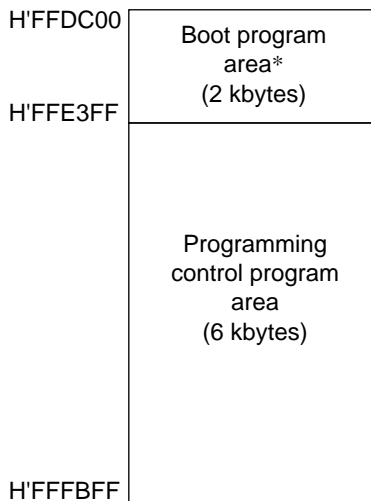 H'FFDC00
Boot program
area*
(2 kbytes)
H'FFE3FF
Programming
control program
area
(6 kbytes)
H'FFFBFF